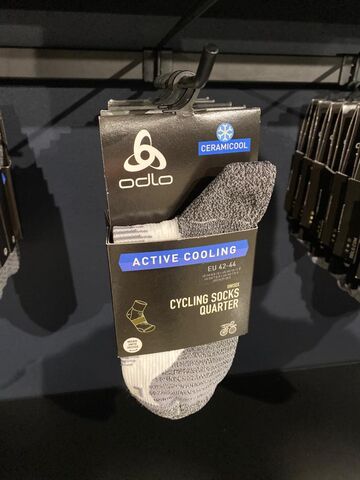 CERAMICOOL
odlo
ACTIVE COOLING
EU 42-44
UNISEX
CYCLING SOCKS
QUARTER